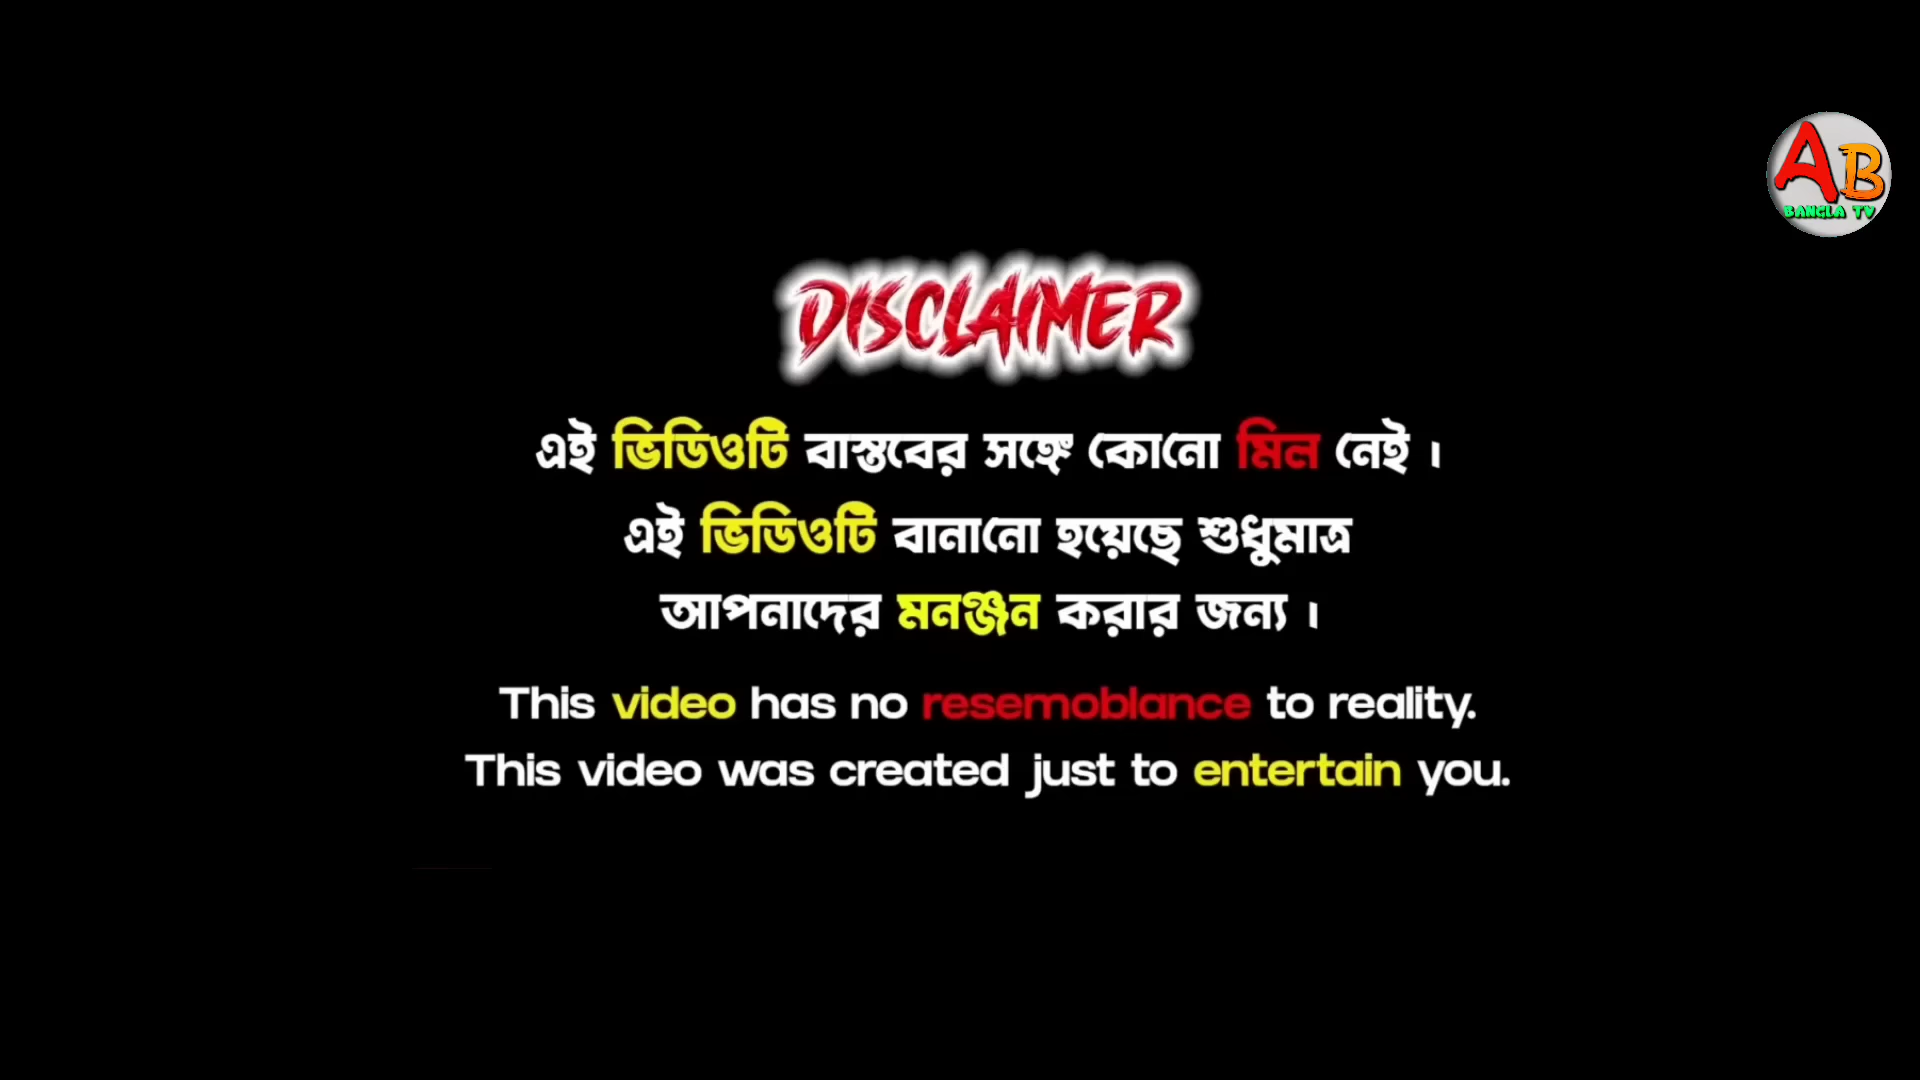 AB
BANGLA TV
DISCLAIMER
এই ভিডিওটি বাস্তবের সঙ্গে কোনো মিল নেই ।
এই ভিডিওটি বানানো হয়েছে শুধুমাত্র
আপনাদের মনঞ্জন করার জন্য ।
This video has no resemoblance to reality.
This video was created just to entertain you.